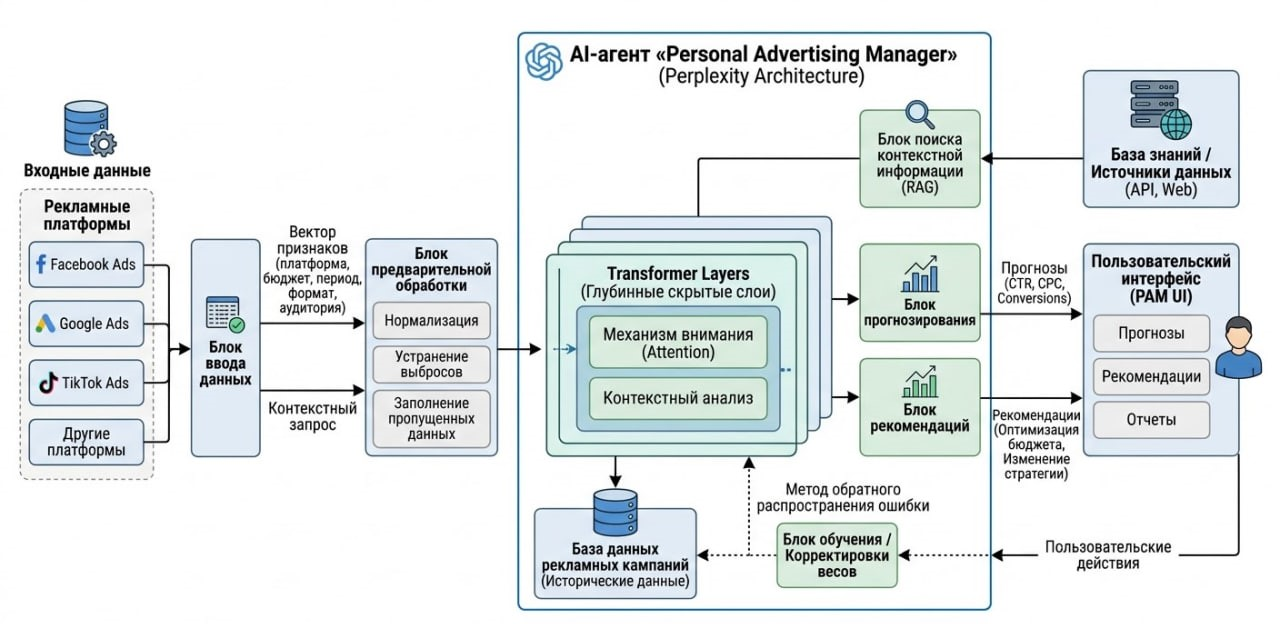 AI-агент «Personal Advertising Manager»
(Perplexity Architecture)
Входные данные
Рекламные
платформы
Facebook Ads
Google Ads
TikTok Ads
Другие
платформы
Блок
ввода
данных
Вектор
признаков
(платформа,
бюджет, период,
формат,
аудитория)
Контекстный
запрос
Блок
предварительной
обработки
Нормализация
Устранение
выбросов
Заполнение
пропущенных
данных
Transformer Layers
(Глубинные скрытые слои)
Механизм внимания
(Attention)
Контекстный анализ
Блок поиска
контекстной
информации
(RAG)
База знаний /
Источники данных
(API, Web)
Блок
прогнозирования
Блок
рекомендаций
Прогнозы
(CTR, CPC,
Conversions)
Рекомендации
(Оптимизация
бюджета,
Изменение
стратегии)
Пользовательский
интерфейс
(PAM UI)
Прогнозы
Рекомендации
Отчеты
База данных
рекламных кампаний
(Исторические данные)
Метод обратного
распространения ошибки
Блок обучения /
Корректировки
весов
Пользовательские
действия